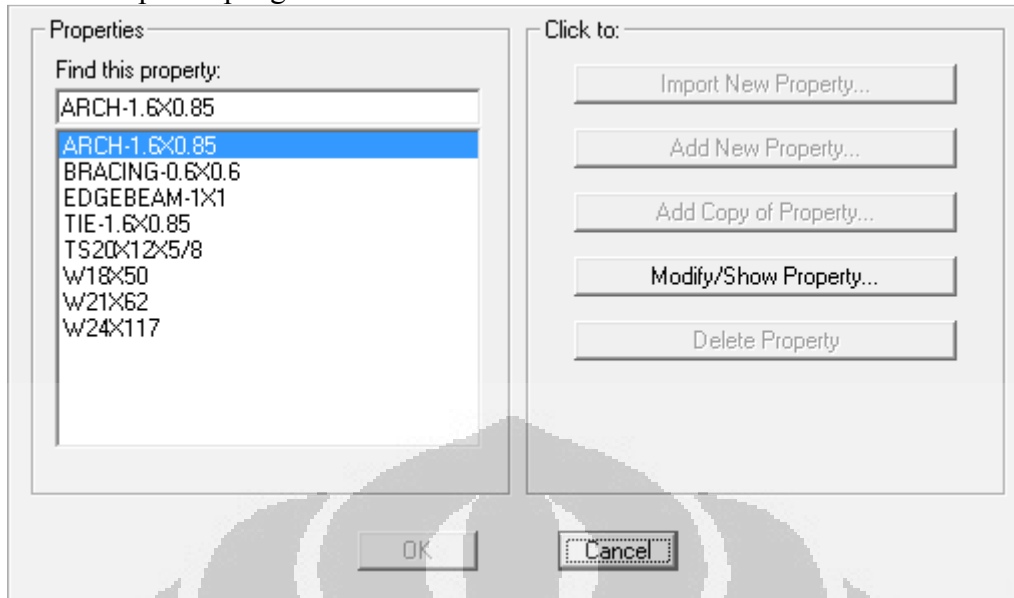 Properties
Find this property:
ARCH-1.6X0.85
ARCH-1.6X0.85
BRACING-0.6X0.6
EDGEBEAM-1X1
TIE-1.6X0.85
TS20X12X5/8
W18X50
W21X62
W24X117
Click to:
Import New Property...
Add New Property...
Add Copy of Property...
Modify/Show Property...
Delete Property
OK
Cancel